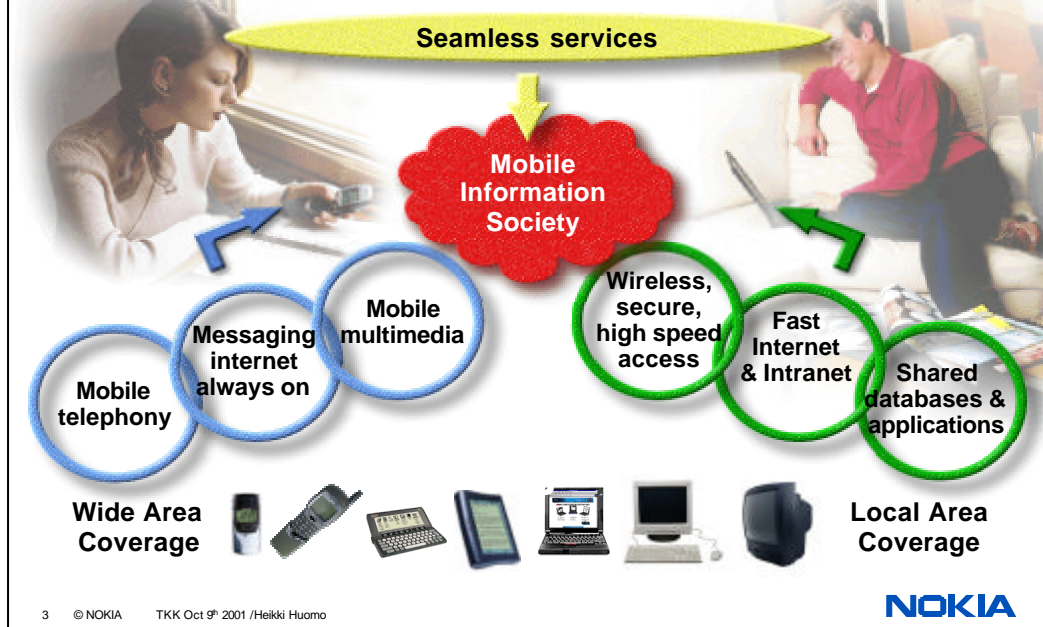 Seamless services
Mobile
Information
Society
Mobile
telephony
Messaging
internet
always on
Mobile
multimedia
Wireless,
secure,
high speed
access
Fast
Internet
& Intranet
Shared
databases &
applications
Wide Area
Coverage
Local Area
Coverage
3 © NOKIA TKK Oct 9th 2001 /Heikki Huomo
NOKIA